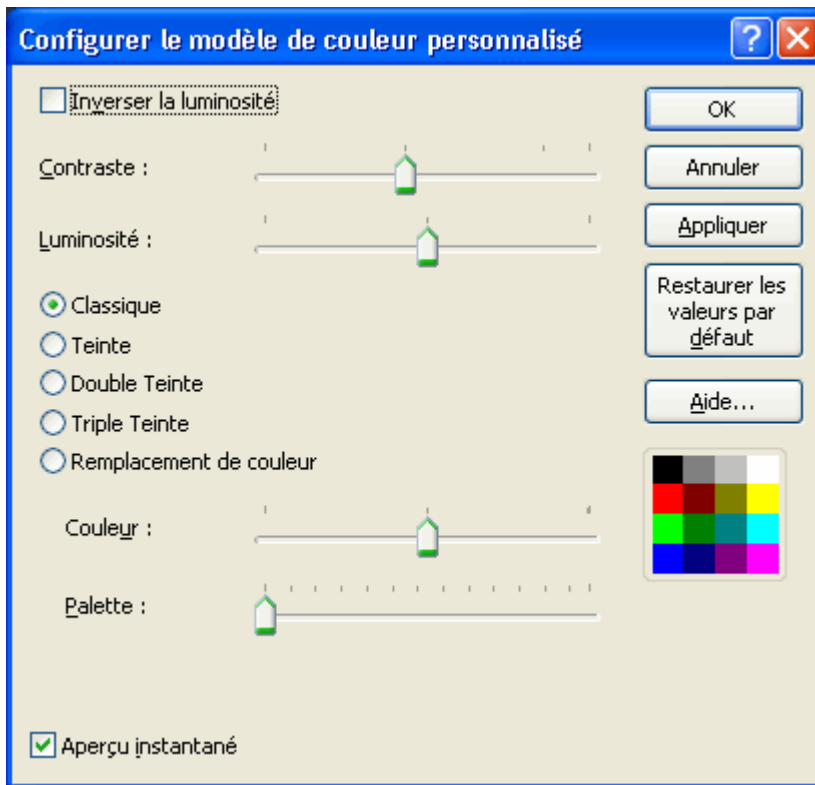 Configurer le modèle de couleur personnalisé
Inverser la luminosité
OK
Contraste :
Annuler
Luminosité :
Appliquer
Restaurer les
valeurs par
défaut
Classique
Teinte
Double Teinte
Triple Teinte
Remplacement de couleur
Aide...
Couleur :
Palette :
Aperçu instantané